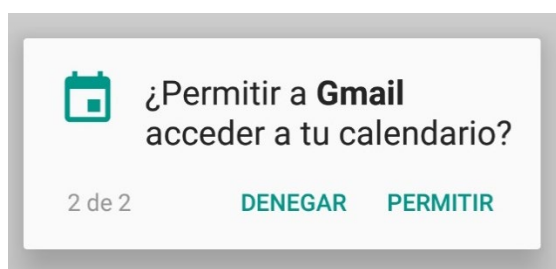 ¿Permitir a Gmail
acceder a tu calendario?
2 de 2 DENEGAR PERMITIR